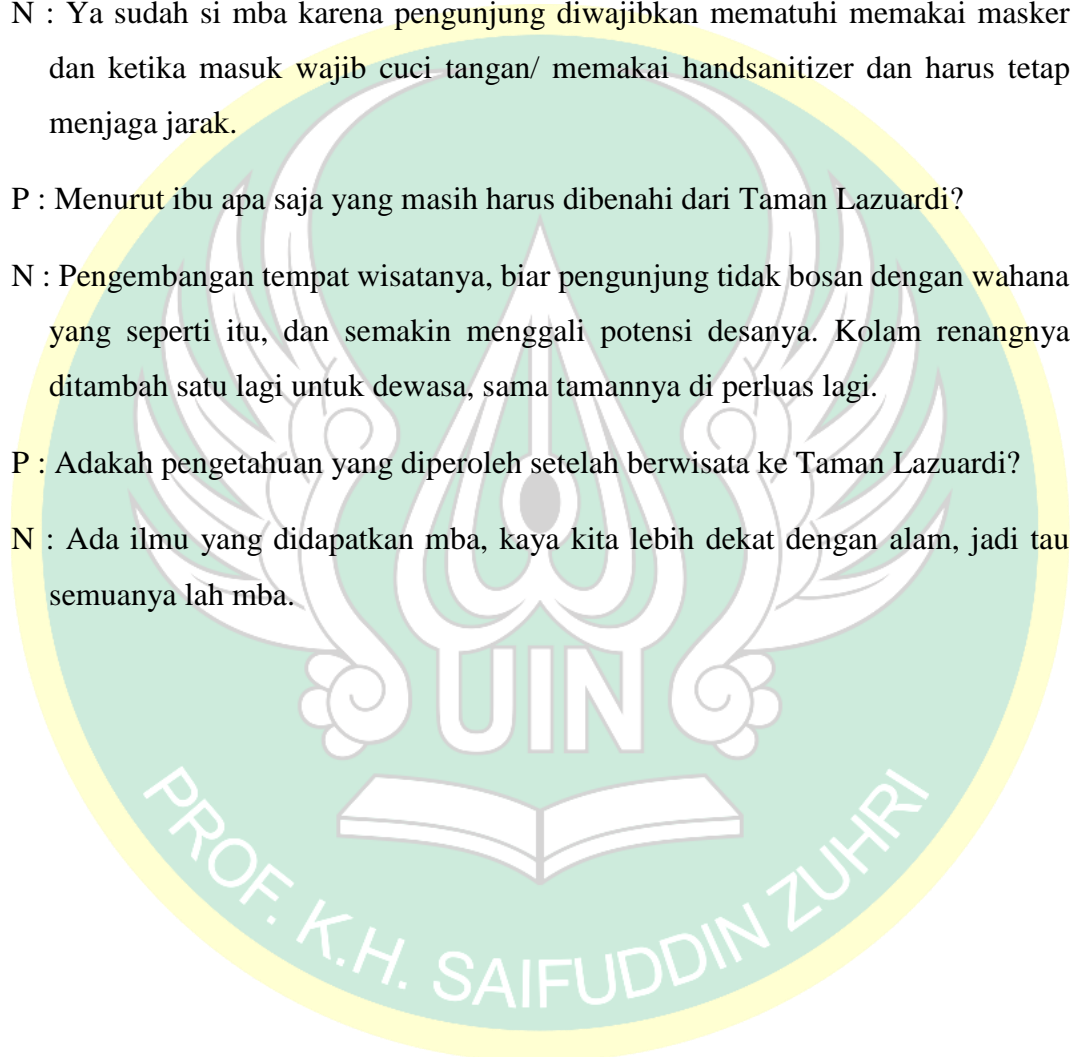 N : Ya sudah si mba karena pengunjung diwajibkan mematuhi memakai masker
dan ketika masuk wajib cuci tangan/ memakai handsanitizer dan harus tetap
menjaga jarak.
P : Menurut ibu apa saja yang masih harus dibenahi dari Taman Lazuardi?
N : Pengembangan tempat wisatanya, biar pengunjung tidak bosan dengan wahana
yang seperti itu, dan semakin menggali potensi desanya. Kolam renangnya
ditambah satu lagi untuk dewasa, sama tamannya di perluas lagi.
P : Adakah pengetahuan yang diperoleh setelah berwisata ke Taman Lazuardi?
N : Ada ilmu yang didapatkan mba, kaya kita lebih dekat dengan alam, jadi tau
semuanya lah mba.
UIN
PROF. K.H. SAIFUDDIN ZUHRI